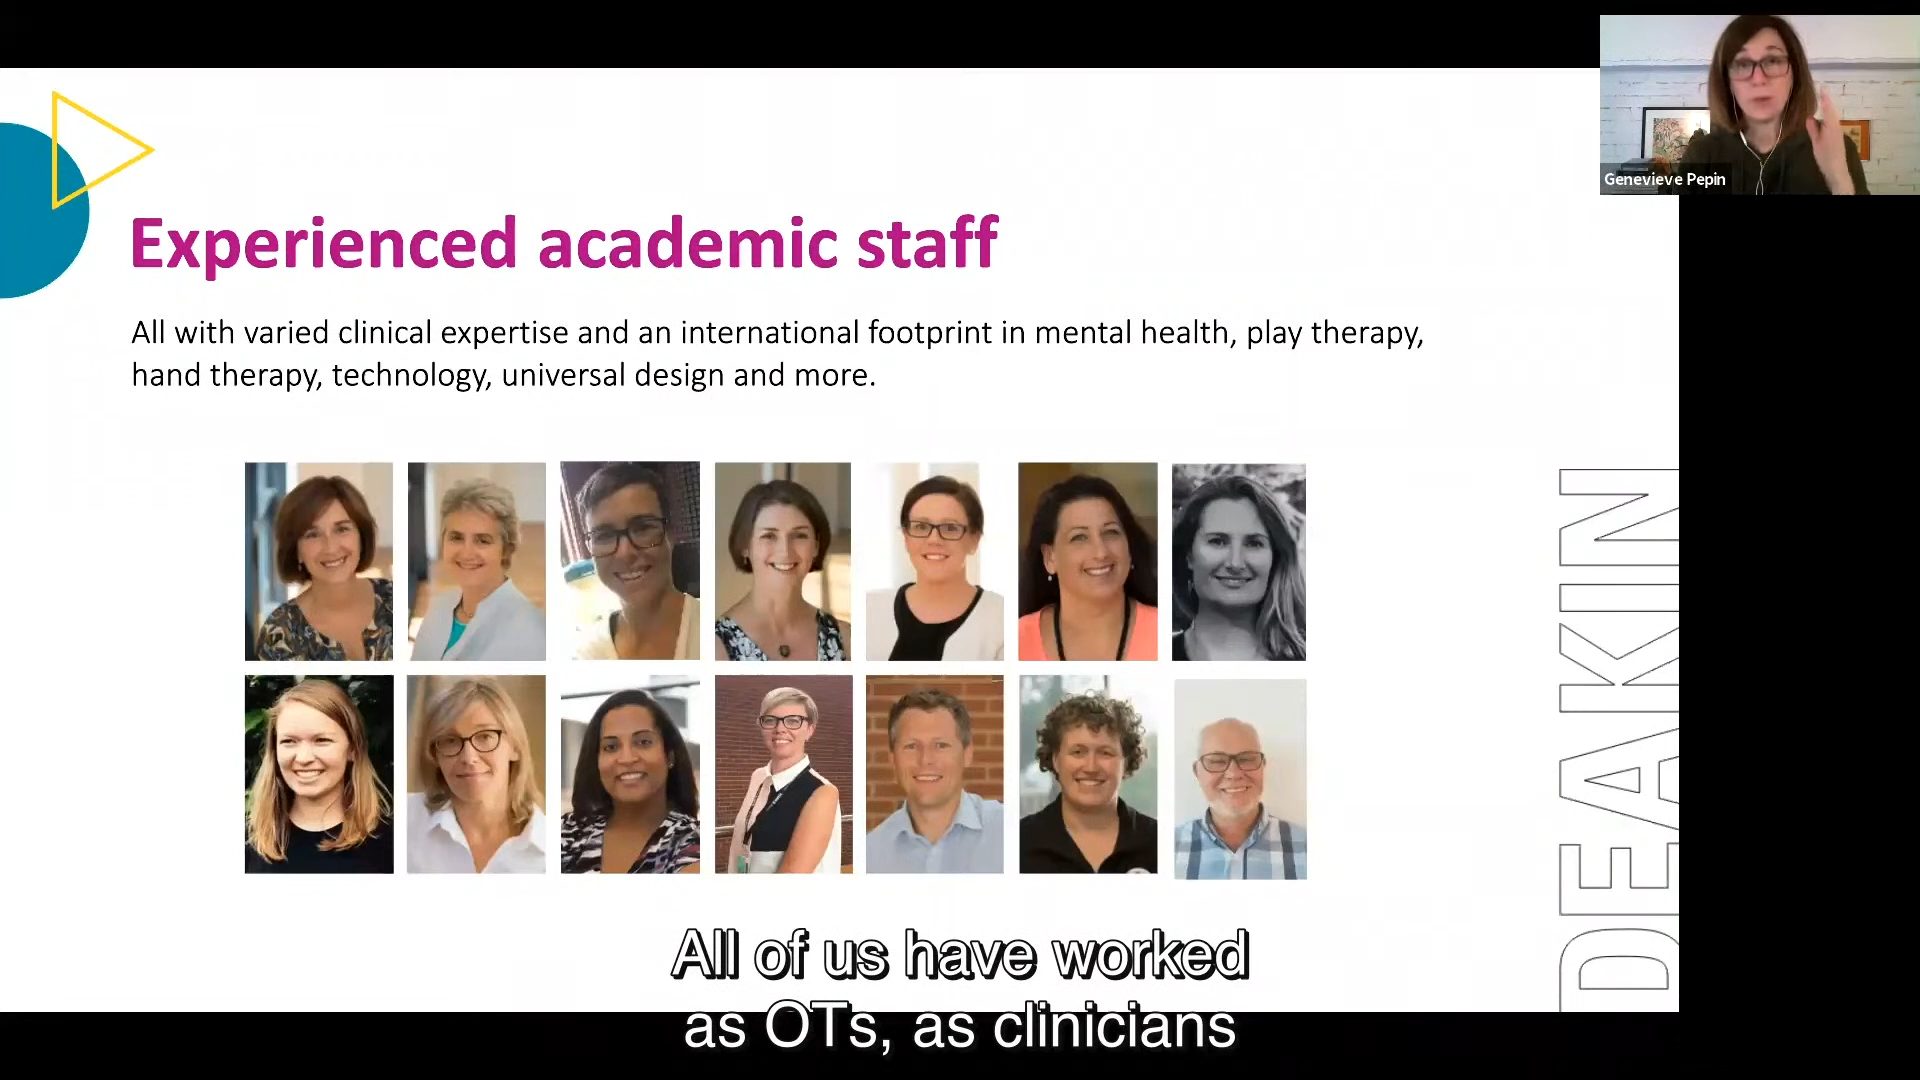 Genevieve Pepin
Experienced academic staff
All with varied clinical expertise and an international footprint in mental health, play therapy,
hand therapy, technology, universal design and more.
DEAKIN
All of us have worked
as OTs, as clinicians